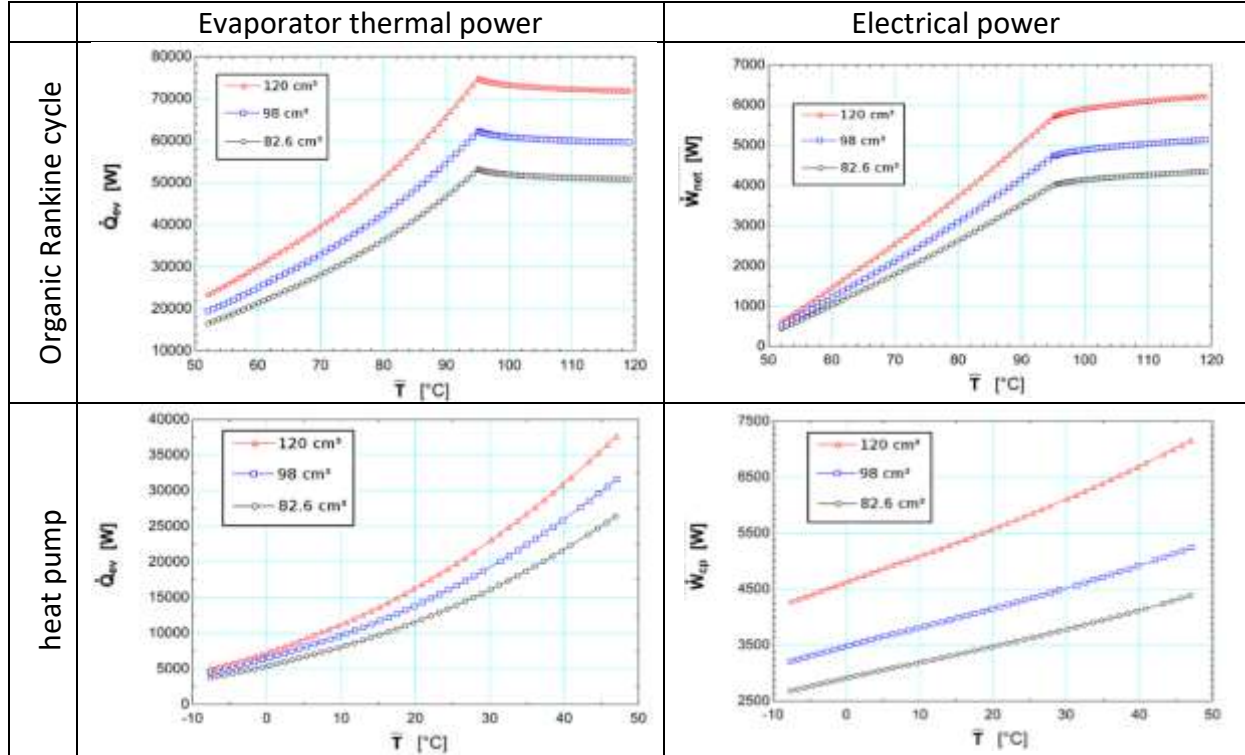 Evaporator thermal power
Electrical power
Organic Rankine cycle
80000
70000
60000
50000
40000
30000
20000
10000
Q̇ev [W]
120 cm³
98 cm³
82.6 cm³
50 60 70 80 90 100 110 120
T̄ [°C]
7000
6000
5000
4000
3000
2000
1000
0
Ẇnet [W]
120 cm³
98 cm³
82.6 cm³
50 60 70 80 90 100 110 120
T̄ [°C]
heat pump
40000
35000
30000
25000
20000
15000
10000
5000
0
Q̇ev [W]
120 cm³
98 cm³
82.6 cm³
-10 0 10 20 30 40 50
T̄ [°C]
7500
6500
5500
4500
3500
2500
Ẇcp [W]
120 cm³
98 cm³
82.6 cm³
-10 0 10 20 30 40 50
T̄ [°C]